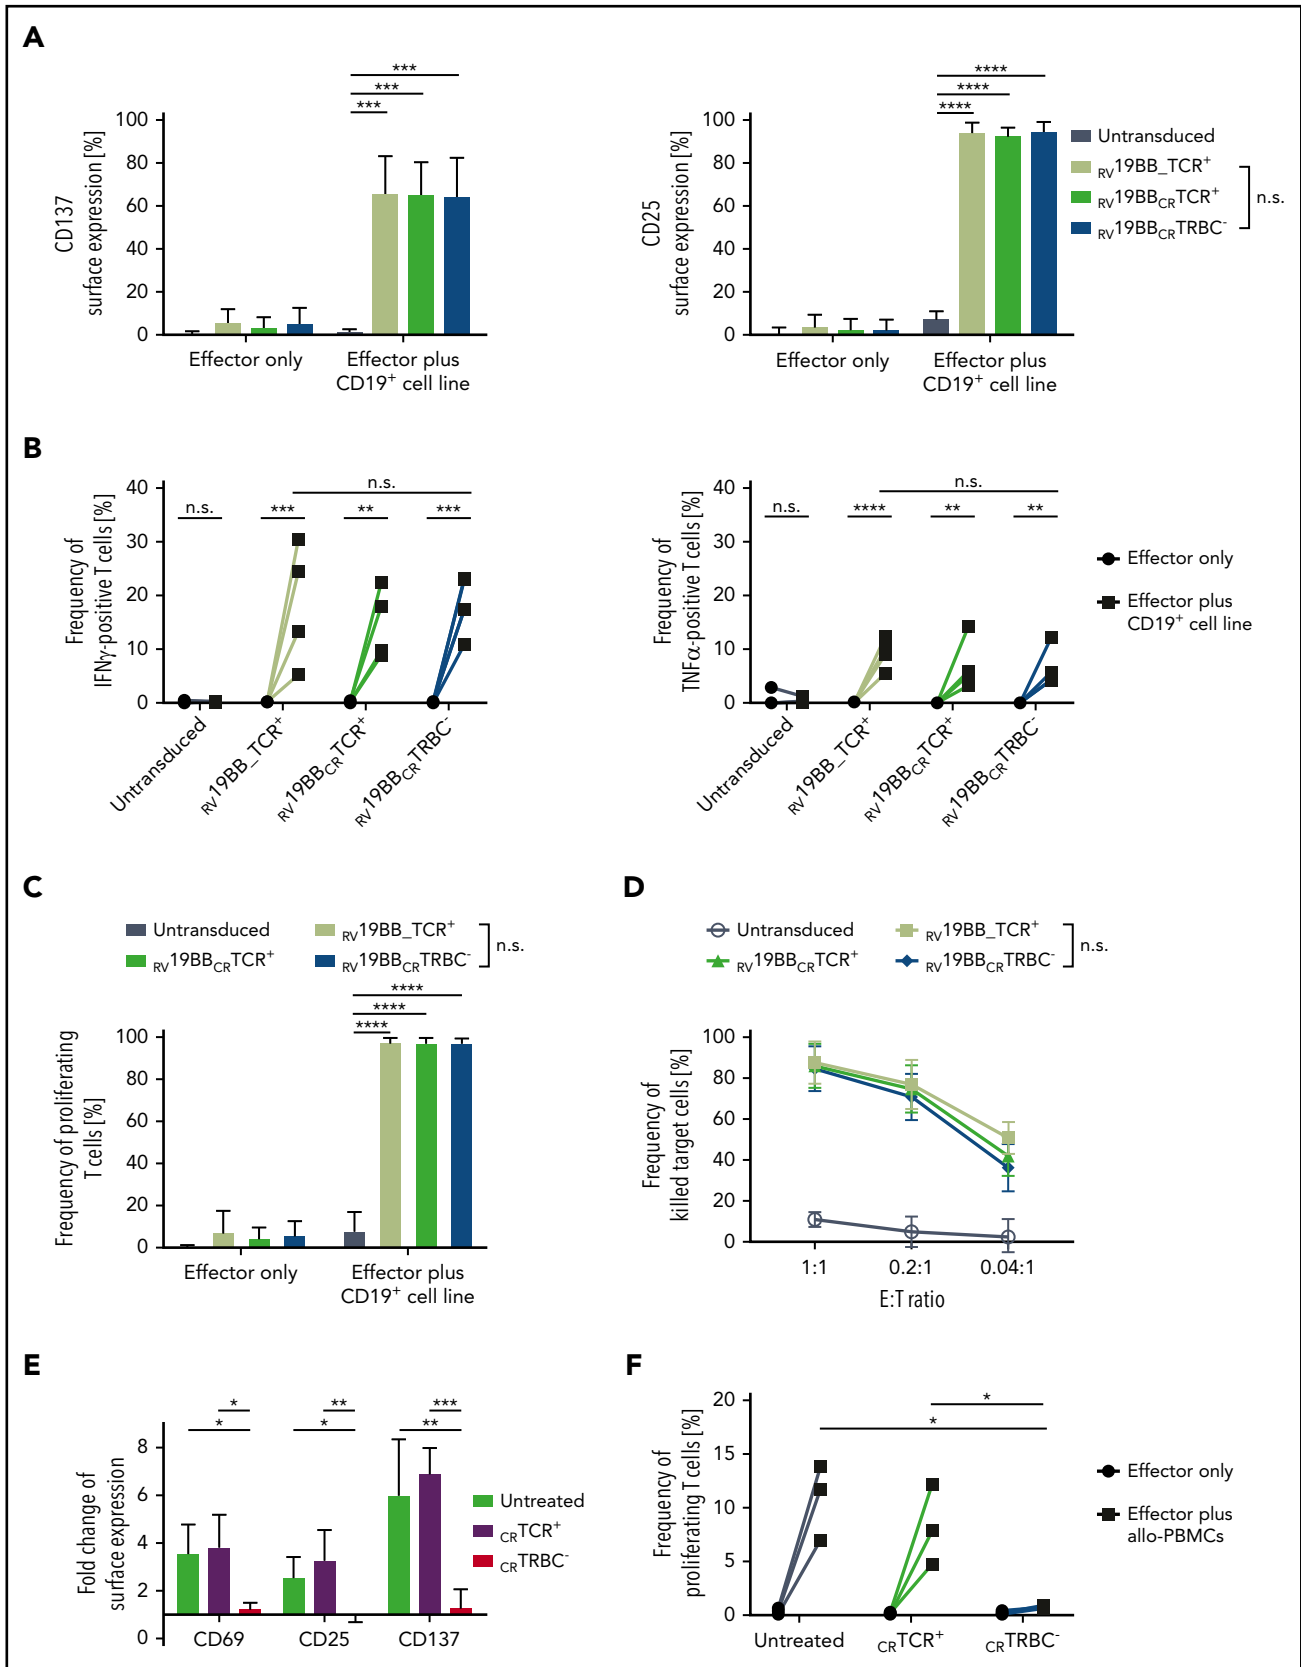 A
CD137
surface expression [%]
100
80
60
40
20
0
***
***
***
Effector only
Effector plus
CD19⁺ cell line
CD25
surface expression [%]
100
80
60
40
20
0
****
****
****
Effector only
Effector plus
CD19⁺ cell line
Untransduced
RV19BB_TCR⁺
RV19BBCRTCR⁺
RV19BBCRTRBC⁻
n.s.
B
Frequency of
IFNγ-positive T cells [%]
40
30
20
10
0
n.s.
n.s.
***
**
***
Untransduced
RV19BB_TCR⁺
RV19BBCRTCR⁺
RV19BBCRTRBC⁻
Frequency of
TNFα-positive T cells [%]
40
30
20
10
0
n.s.
n.s.
****
**
**
Untransduced
RV19BB_TCR⁺
RV19BBCRTCR⁺
RV19BBCRTRBC⁻
Effector only
Effector plus
CD19⁺ cell line
C
Untransduced
RV19BB_TCR⁺
RV19BBCRTCR⁺
RV19BBCRTRBC⁻
n.s.
Frequency of proliferating
T cells [%]
100
80
60
40
20
0
****
****
****
Effector only
Effector plus
CD19⁺ cell line
D
Untransduced
RV19BB_TCR⁺
RV19BBCRTCR⁺
RV19BBCRTRBC⁻
n.s.
Frequency of
killed target cells [%]
100
80
60
40
20
0
1:1
0.2:1
0.04:1
E:T ratio
E
Fold change of
surface expression
8
6
4
2
0
*
*
**
*
***
**
CD69
CD25
CD137
Untreated
CRTCR⁺
CRTRBC⁻
F
Frequency of
proliferating T cells [%]
20
15
10
5
0
*
*
Untreated
CRTCR⁺
CRTRBC⁻
Effector only
Effector plus
allo-PBMCs